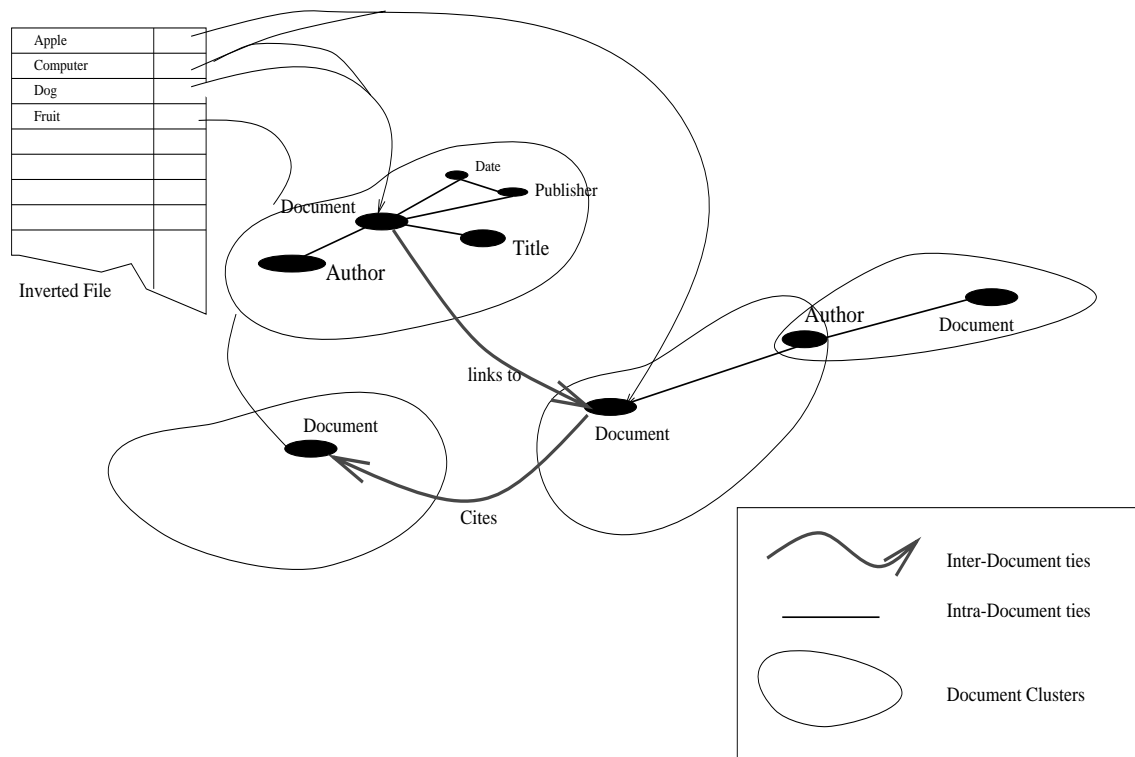 Apple
Computer
Dog
Fruit
Inverted File
Date
Publisher
Document
Title
Author
links to
Author
Document
Document
Document
Cites
Inter-Document ties
Intra-Document ties
Document Clusters